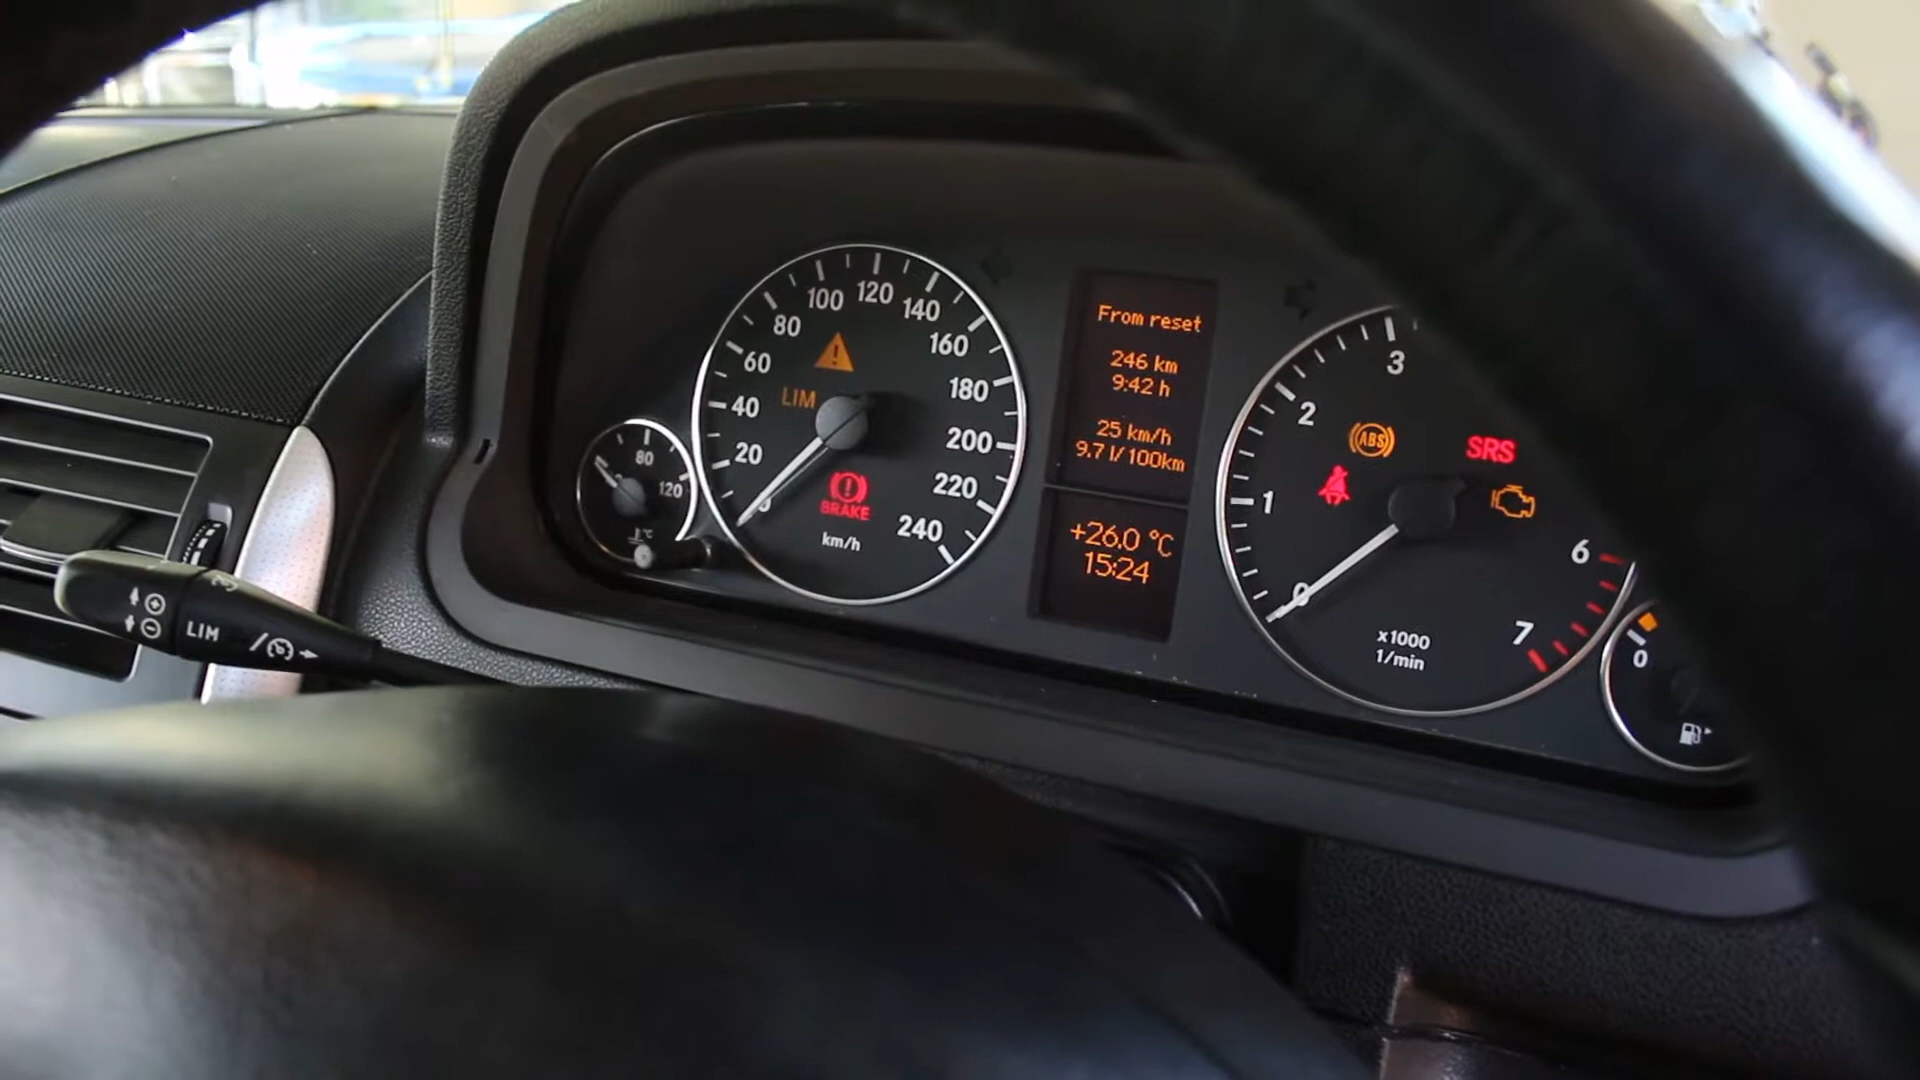 80
120
°C
0
20
40
60
80
100
120
140
160
180
200
220
240
LIM
BRAKE
km/h
From reset
246 km
9:42 h
25 km/h
9.7 l/100km
+26.0 °C
15:24
0
1
2
3
6
7
ABS
SRS
x1000
1/min
0
LIM